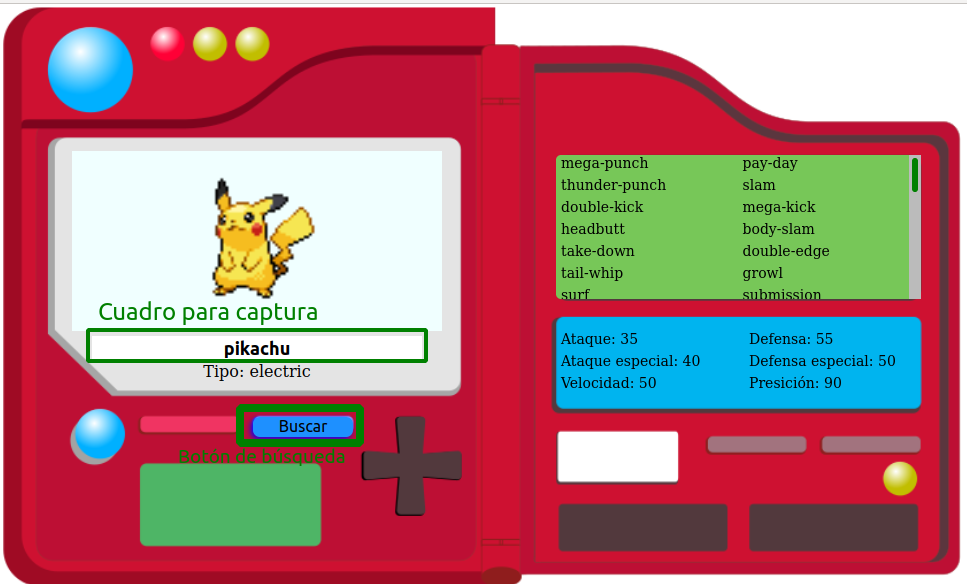 Cuadro para captura
pikachu
Tipo: electric
Buscar
Botón de búsqueda
mega-punch pay-day
thunder-punch slam
double-kick mega-kick
headbutt body-slam
take-down double-edge
tail-whip growl
surf submission
Ataque: 35 Defensa: 55
Ataque especial: 40 Defensa especial: 50
Velocidad: 50 Presición: 90